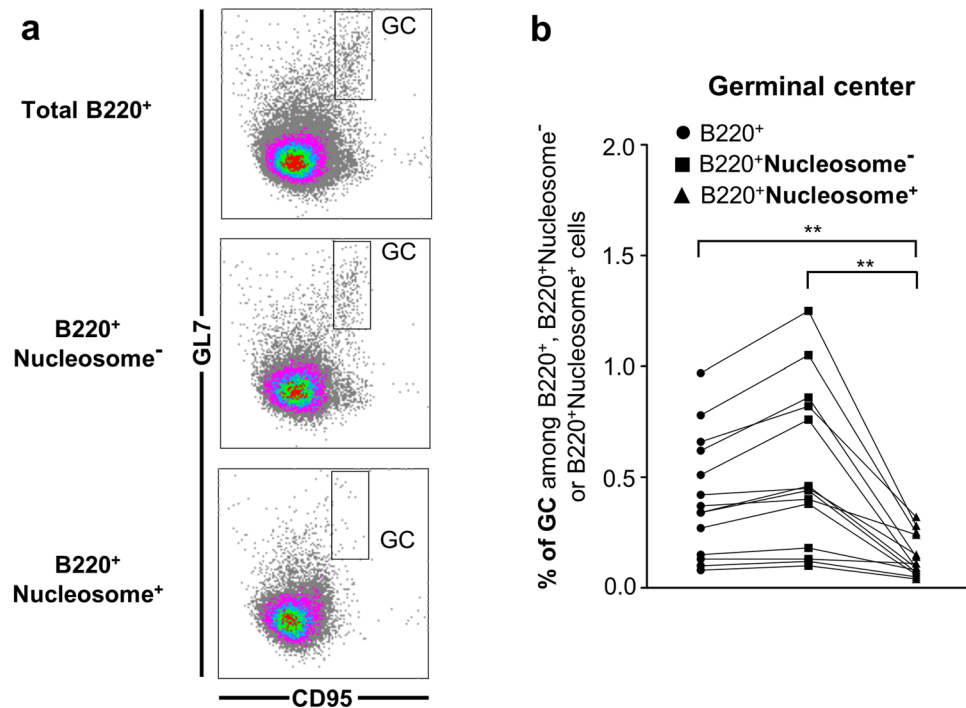 a
Total B220⁺
B220⁺
Nucleosome⁻
B220⁺
Nucleosome⁺
GL7
GC
GC
GC
CD95
b
Germinal center
B220⁺
B220⁺Nucleosome⁻
B220⁺Nucleosome⁺
% of GC among B220⁺, B220⁺Nucleosome⁻
or B220⁺Nucleosome⁺ cells
2.0
1.5
1.0
0.5
0.0
**
**